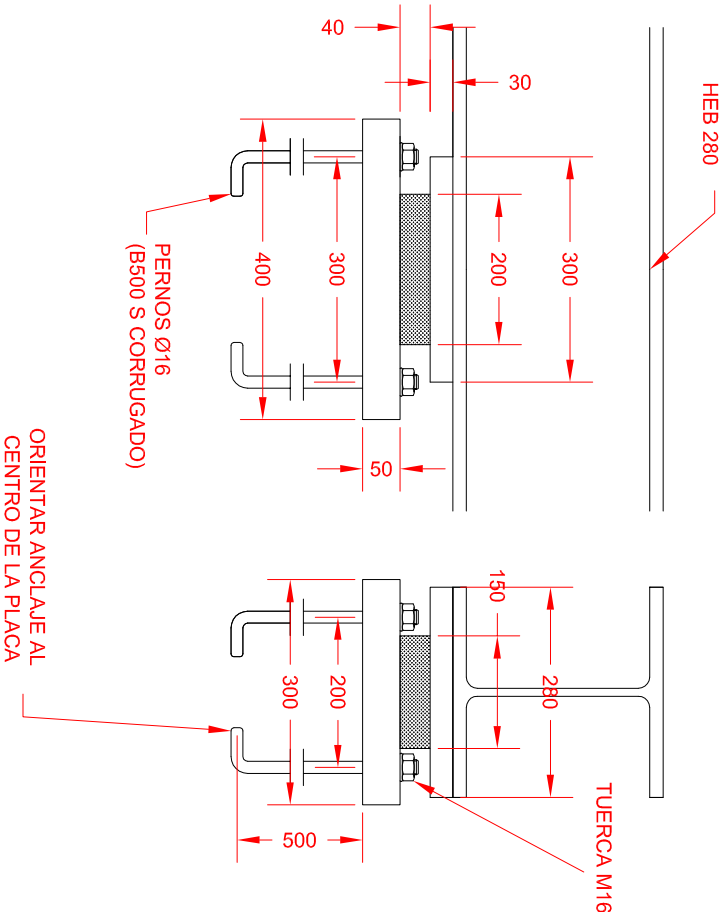 HEB 280
40
30
300
200
300
400
50
PERNOS Ø16
(B500 S CORRUGADO)
280
150
200
300
500
TUERCA M16
ORIENTAR ANCLAJE AL
CENTRO DE LA PLACA